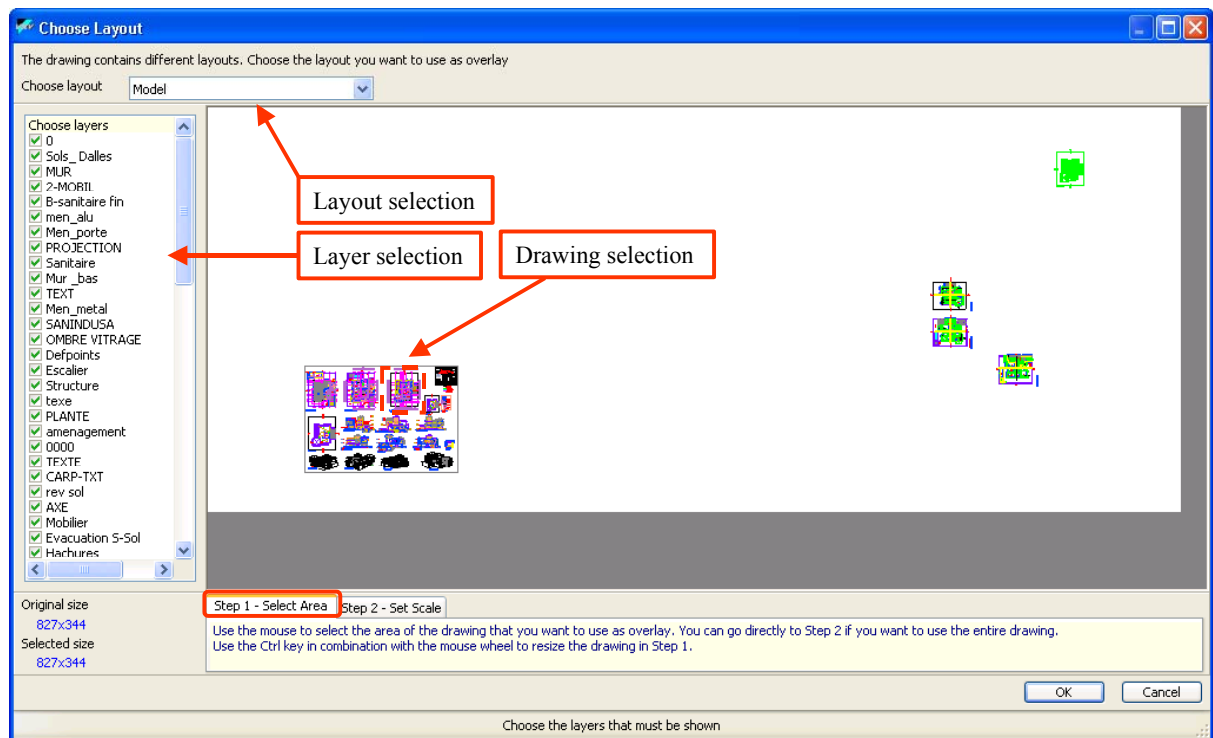 Choose Layout
The drawing contains different layouts. Choose the layout you want to use as overlay
Choose layout
Model
Choose layers
0
Sols_ Dalles
MUR
2-MOBIL
B-sanitaire fin
men_alu
Men_porte
PROJECTION
Sanitaire
Mur _bas
TEXT
Men_metal
SANINDUSA
OMBRE VITRAGE
Defpoints
Escalier
Structure
texe
PLANTE
amenagement
0000
TEXTE
CARP-TXT
rev sol
AXE
Mobilier
Evacuation S-Sol
Hachures
Layout selection
Layer selection
Drawing selection
Original size
827x344
Selected size
827x344
Step 1 - Select Area
Step 2 - Set Scale
Use the mouse to select the area of the drawing that you want to use as overlay. You can go directly to Step 2 if you want to use the entire drawing.
Use the Ctrl key in combination with the mouse wheel to resize the drawing in Step 1.
OK
Cancel
Choose the layers that must be shown